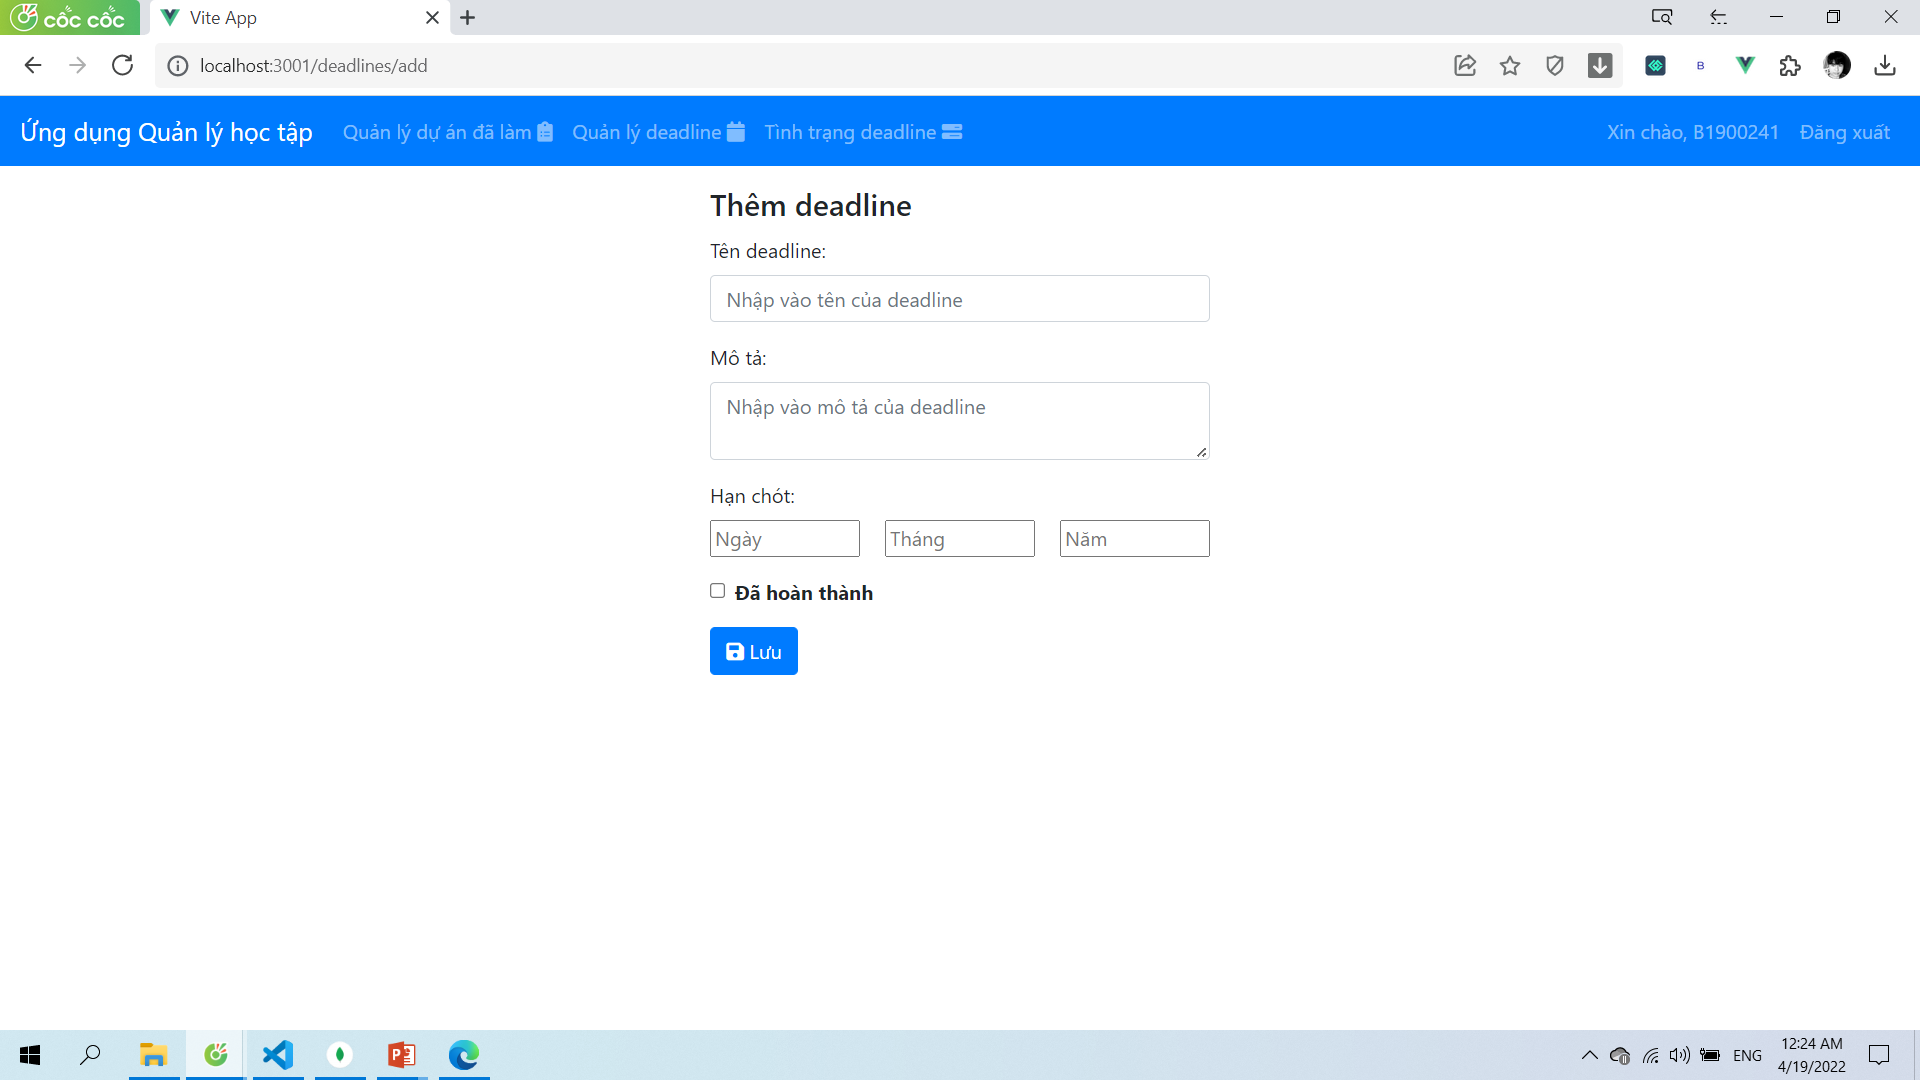 cốc cốc
Vite App
localhost:3001/deadlines/add
B
Ứng dụng Quản lý học tập
Quản lý dự án đã làm
Quản lý deadline
Tình trạng deadline
Xin chào, B1900241
Đăng xuất
Thêm deadline
Tên deadline:
Nhập vào tên của deadline
Mô tả:
Nhập vào mô tả của deadline
Hạn chót:
Ngày
Tháng
Năm
Đã hoàn thành
Lưu
ENG
12:24 AM
4/19/2022